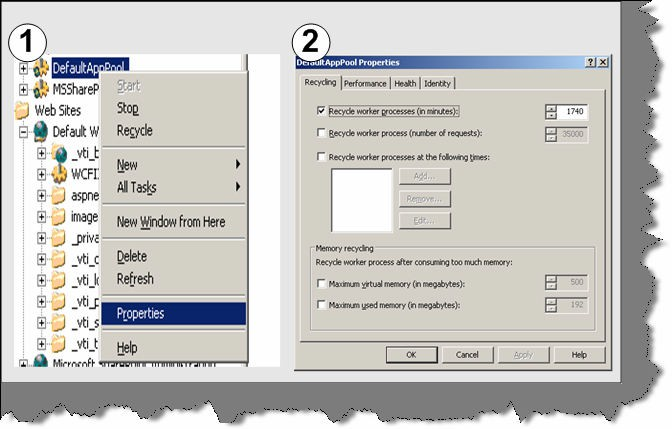 1
DefaultAppPool
MSShareP
Web Sites
Default W
_vti_b
WCFI
aspne
image
_priva
_vti_c
_vti_lo
_vti_p
_vti_s
_vti_t
Microsoft SharePoint Administration
Start
Stop
Recycle
New
All Tasks
New Window from Here
Delete
Refresh
Properties
Help
2
DefaultAppPool Properties
Recycling Performance Health Identity
Recycle worker processes (in minutes): 1740
Recycle worker process (number of requests): 35000
Recycle worker processes at the following times:
Add...
Remove...
Edit...
Memory recycling
Recycle worker process after consuming too much memory:
Maximum virtual memory (in megabytes): 500
Maximum used memory (in megabytes): 192
OK Cancel Apply Help